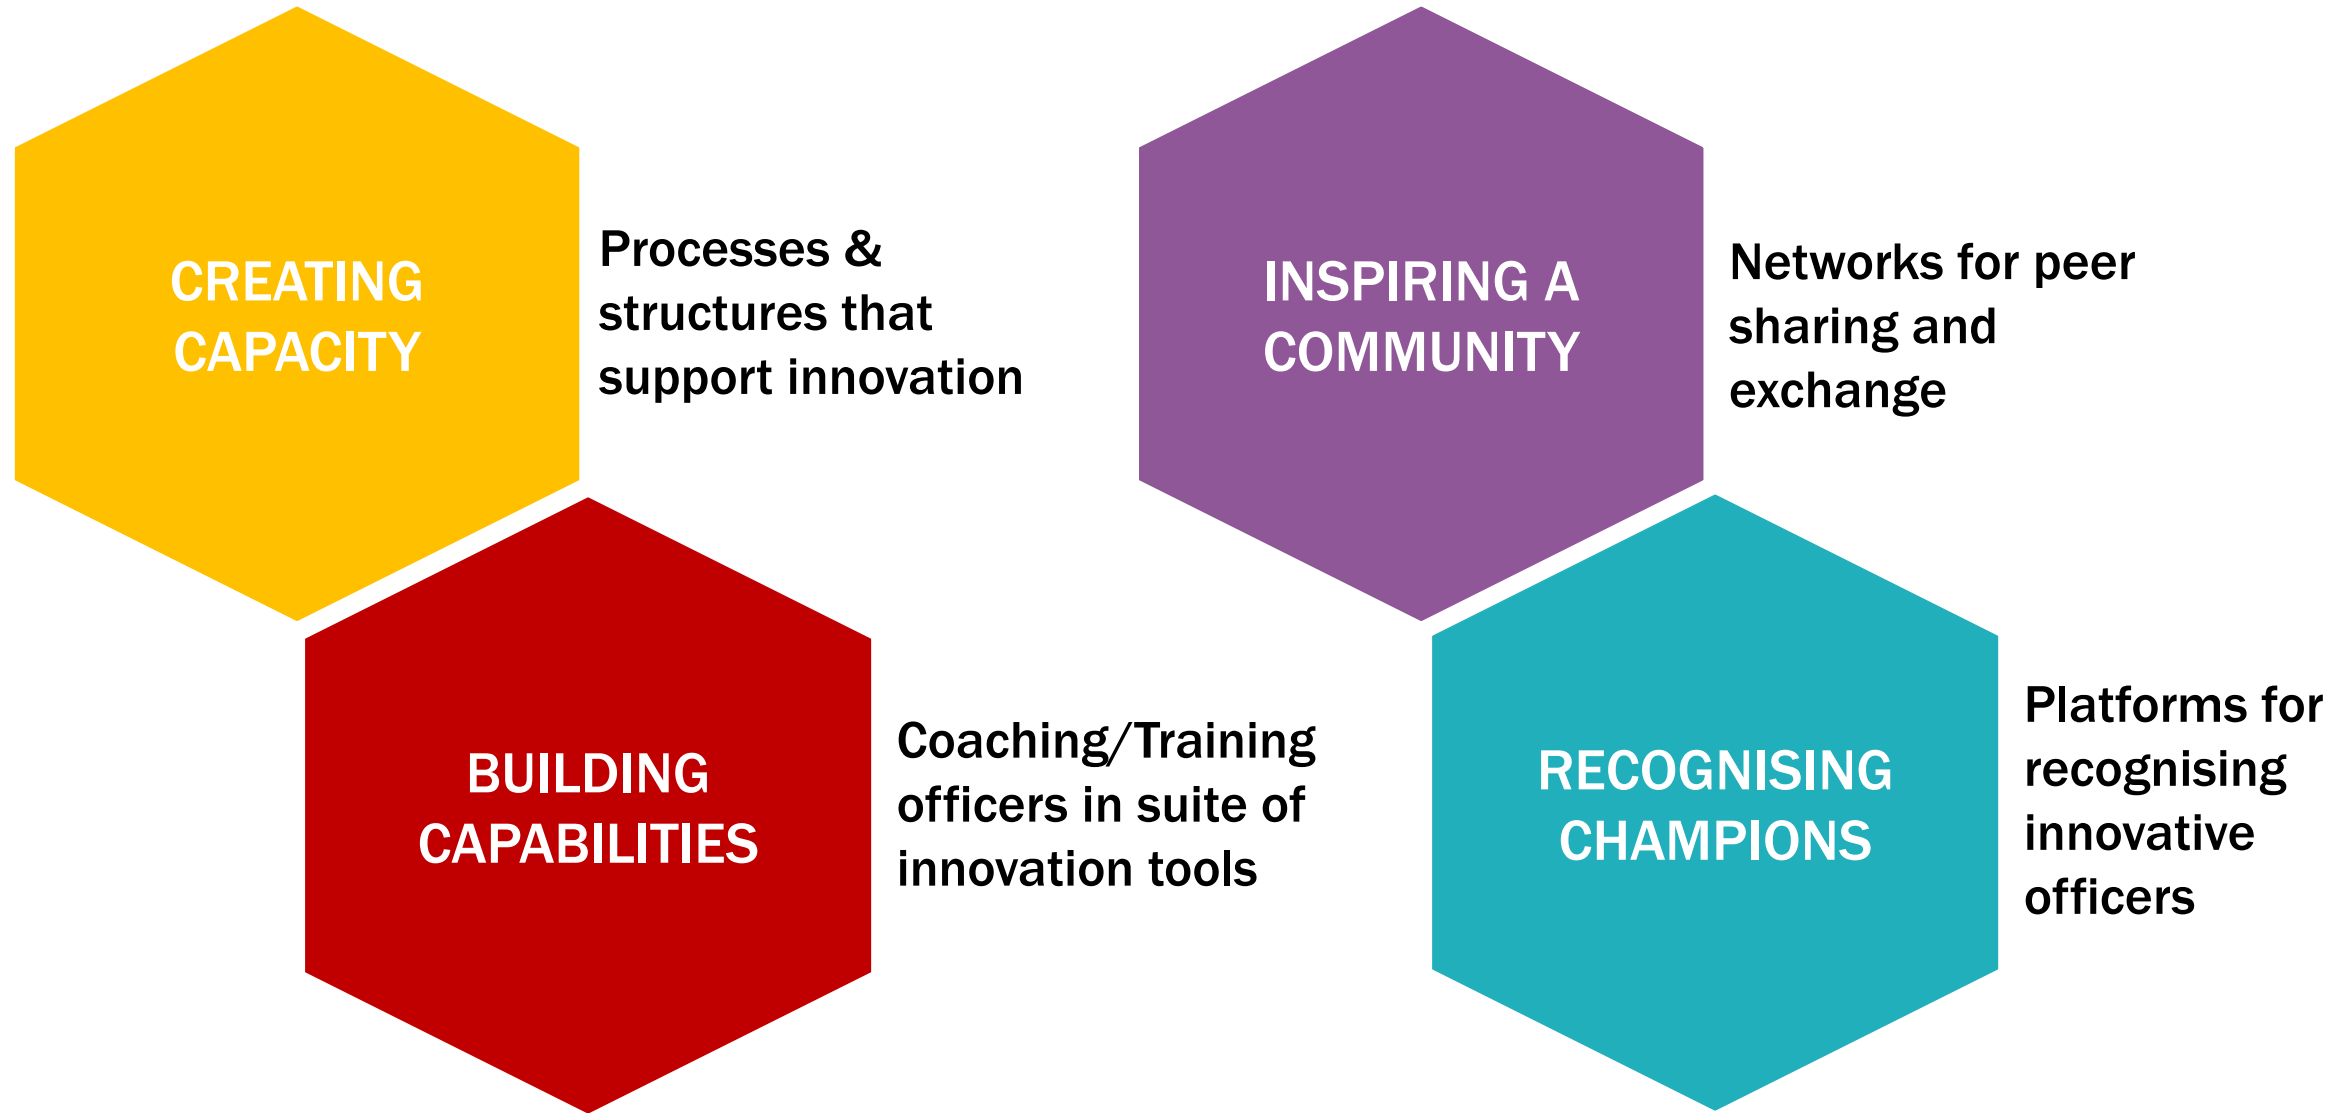 CREATING
CAPACITY
Processes &
structures that
support innovation
BUILDING
CAPABILITIES
Coaching/Training
officers in suite of
innovation tools
INSPIRING A
COMMUNITY
Networks for peer
sharing and
exchange
RECOGNISING
CHAMPIONS
Platforms for
recognising
innovative
officers